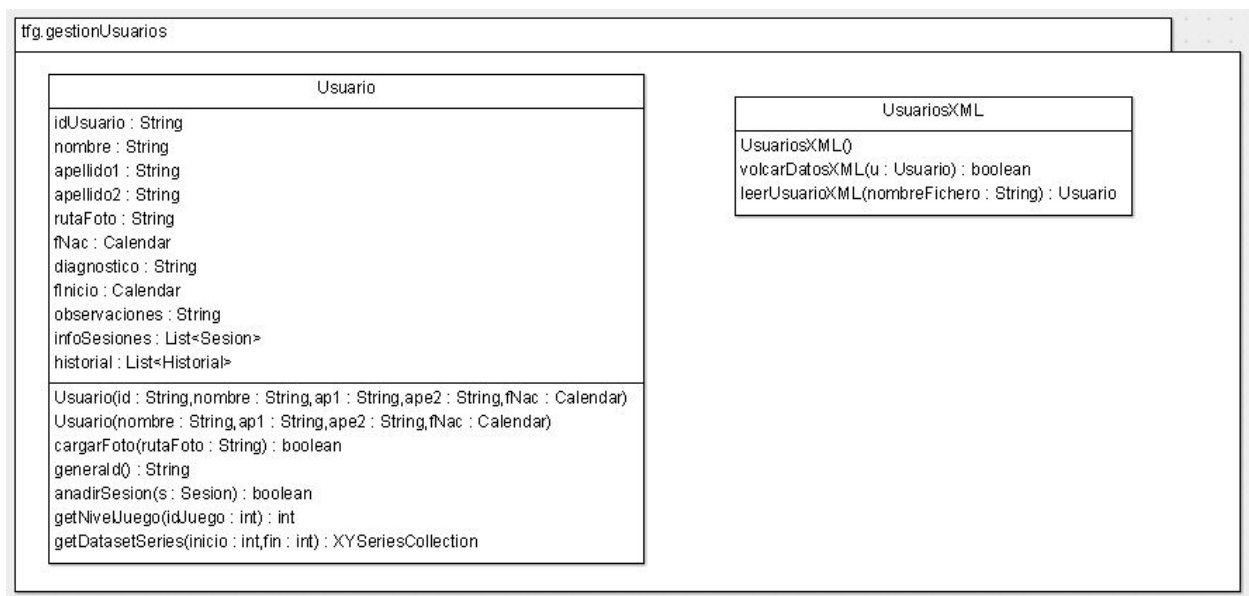 tfg.gestionUsuarios
Usuario
idUsuario : String
nombre : String
apellido1 : String
apellido2 : String
rutaFoto : String
fNac : Calendar
diagnostico : String
fInicio : Calendar
observaciones : String
infoSesiones : List<Sesion>
historial : List<Historial>
Usuario(id : String,nombre : String,ap1 : String,ape2 : String,fNac : Calendar)
Usuario(nombre : String,ap1 : String,ape2 : String,fNac : Calendar)
cargarFoto(rutaFoto : String) : boolean
generaId() : String
anadirSesion(s : Sesion) : boolean
getNivelJuego(idJuego : int) : int
getDatasetSeries(inicio : int,fin : int) : XYSeriesCollection
UsuariosXML
UsuariosXML()
volcarDatosXML(u : Usuario) : boolean
leerUsuarioXML(nombreFichero : String) : Usuario